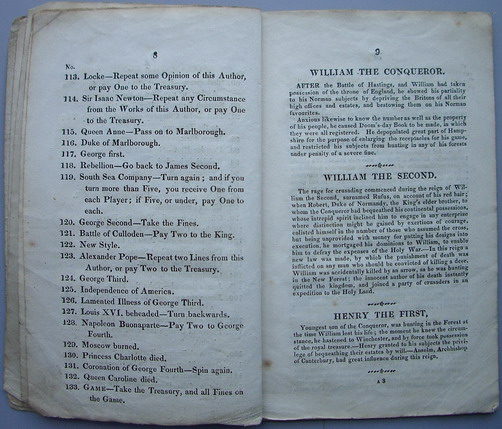 8
No.
113. Locke—Repeat some Opinion of this Author,
or pay One to the Treasury.
114. Sir Isaac Newton—Repeat any Circumstance
from the Works of this Author, or pay One
to the Treasury.
115. Queen Anne—Pass on to Marlborough.
116. Duke of Marlborough.
117. George first.
118. Rebellion—Go back to James Second.
119. South Sea Company—Turn again; and if you
turn more than Five, you receive One from
each Player; if Five, or under, pay One to
each.
120. George Second—Take the Fines.
121. Battle of Culloden—Pay Two to the King.
122. New Style.
123. Alexander Pope—Repeat two Lines from this
Author, or pay Two to the Treasury.
124. George Third.
125. Independence of America.
126. Lamented Illness of George Third.
127. Louis XVI. beheaded—Turn backwards.
128. Napoleon Buonaparte—Pay Two to George
Fourth.
129. Moscow burned.
130. Princess Charlotte died.
131. Coronation of George Fourth—Spin again.
132. Queen Caroline died.
133. GAME—Take the Treasury, and all Fines on
the Game.
9
WILLIAM THE CONQUEROR.
AFTER the Battle of Hastings, and William had taken
possession of the throne of England, he shewed his partiality
to his Norman subjects by depriving the Britons of all their
high offices and estates, and bestowing them on his Norman
favourites.
Anxious likewise to know the number as well as the property
of his people, he caused Doom's-day Book to be made, in which
they were all registered. He depopulated great part of Hamp-
shire for the purpose of enlarging the receptacles for his game,
and restricted his subjects from hunting in any of his forests
under penalty of a severe fine.
WILLIAM THE SECOND.
The rage for crusading commenced during the reign of Wil-
liam the Second, surnamed Rufus, on account of his red hair;
when Robert, Duke of Normandy, the King's elder brother, to
whom the Conqueror had bequeathed his continental possessions,
whose intrepid spirit inclined him to engage in any enterprise
where distinction might be gained by exertions of courage,
enlisted himself in the number of those who assumed the cross,
but being unprovided with money for putting his designs into
execution, he mortgaged his dominions to William, to enable
him to defray the expenses of the Holy War—In this reign a
new law was made, by which the punishment of death was
inflicted on any man who should be convicted of killing a deer.
William was accidentally killed by an arrow, as he was hunting
in the New Forest; the innocent author of his death instantly
quitted the kingdom, and joined a party of crusaders in an
expedition to the Holy Land.
HENRY THE FIRST,
Youngest son of the Conqueror, was hunting in the Forest at
the time William lost his life; the moment he knew the circum-
stance, he hastened to Winchester, and by force took possession
of the royal treasure.—Henry granted to his subjects the privi-
lege of bequeathing their estates by will.—Anselm, Archbishop
of Canterbury, had great influence during this reign.
A 3